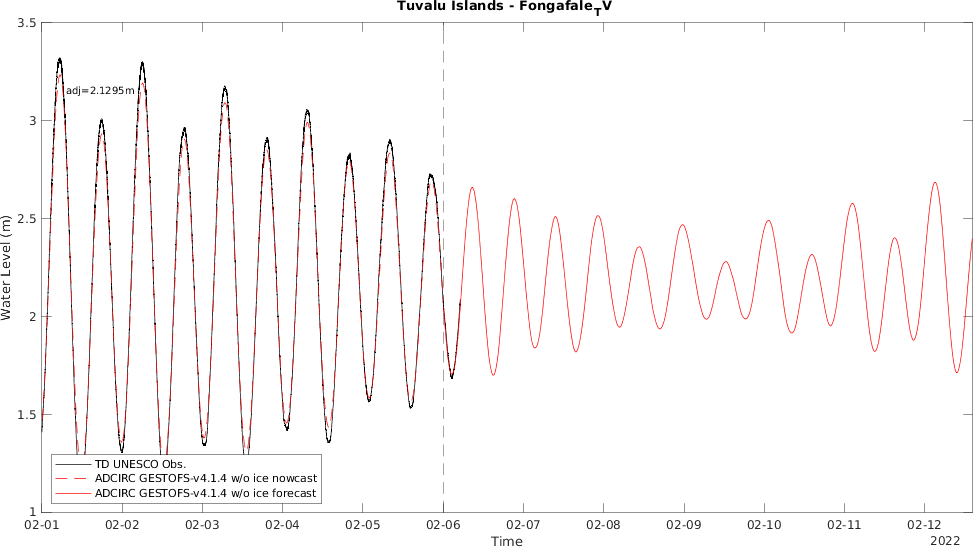 Tuvalu Islands - Fongafale_TV
3.5
adj=2.1295m
3
2.5
Water Level (m)
2
1.5
TD UNESCO Obs.
ADCIRC GESTOFS-v4.1.4 w/o ice nowcast
ADCIRC GESTOFS-v4.1.4 w/o ice forecast
1
02-01 02-02 02-03 02-04 02-05 02-06 02-07 02-08 02-09 02-10 02-11 02-12
Time
2022